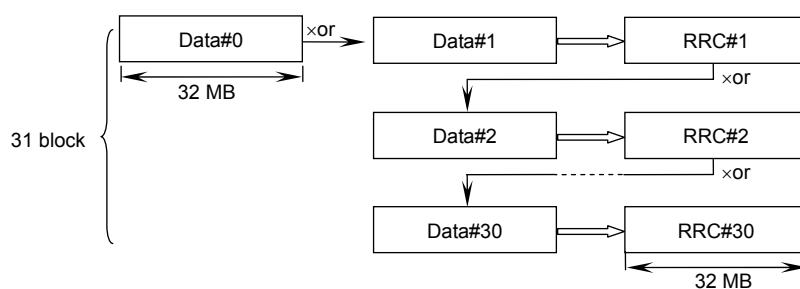 Data#0
×or
Data#1
RRC#1
32 MB
×or
31 block
Data#2
RRC#2
×or
Data#30
RRC#30
32 MB